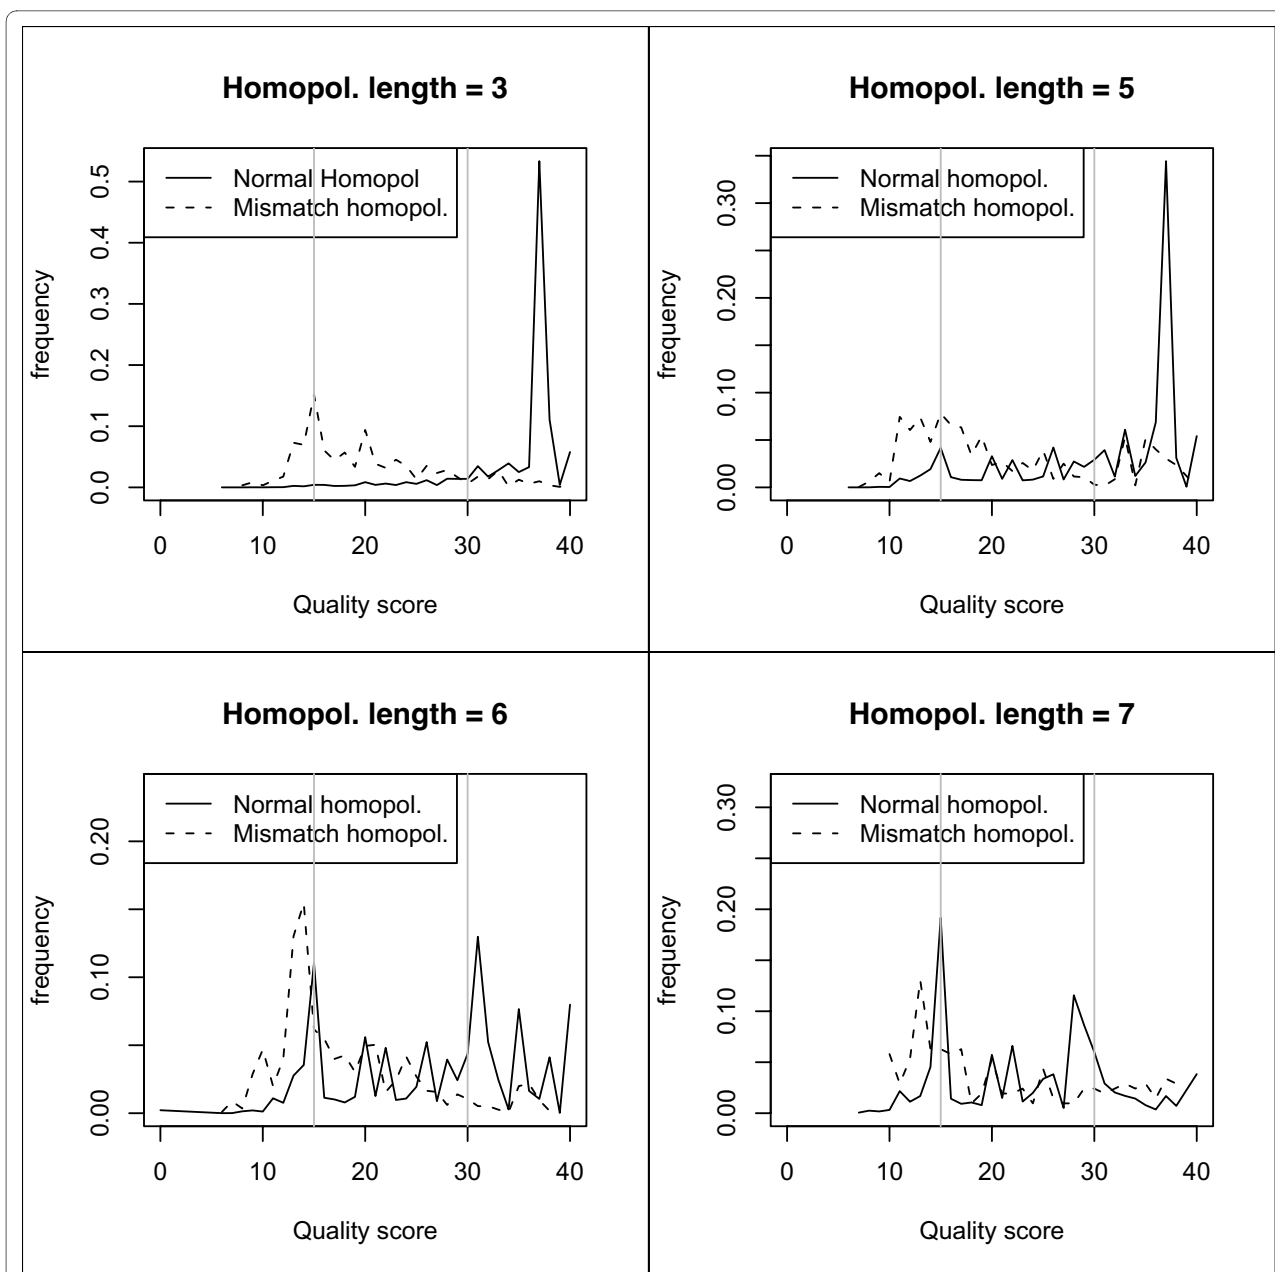 Homopol. length = 3
Normal Homopol
Mismatch homopol.
frequency
0.0 0.1 0.2 0.3 0.4 0.5
0 10 20 30 40
Quality score
Homopol. length = 5
Normal homopol.
Mismatch homopol.
frequency
0.00 0.10 0.20 0.30
0 10 20 30 40
Quality score
Homopol. length = 6
Normal homopol.
Mismatch homopol.
frequency
0.00 0.10 0.20
0 10 20 30 40
Quality score
Homopol. length = 7
Normal homopol.
Mismatch homopol.
frequency
0.00 0.10 0.20 0.30
0 10 20 30 40
Quality score